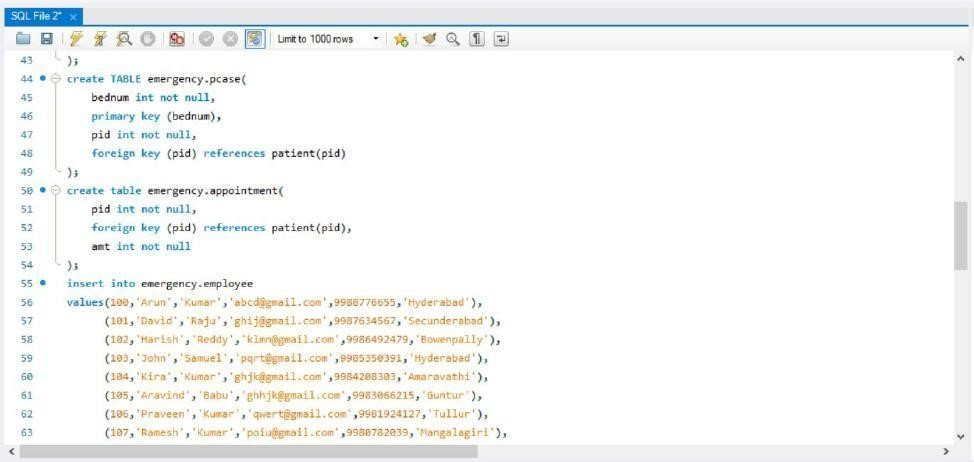 SQL File 2* ×
Limit to 1000 rows
43 );
44 create TABLE emergency.pcase(
45 bednum int not null,
46 primary key (bednum),
47 pid int not null,
48 foreign key (pid) references patient(pid)
49 );
50 create table emergency.appointment(
51 pid int not null,
52 foreign key (pid) references patient(pid),
53 amt int not null
54 );
55 insert into emergency.employee
56 values(100,'Arun','Kumar','abcd@gmail.com',9988776655,'Hyderabad'),
57 (101,'David','Raju','ghij@gmail.com',9987634567,'Secunderabad'),
58 (102,'Harish','Reddy','klmn@gmail.com',9986492479,'Bowenpally'),
59 (103,'John','Samuel','pqrt@gmail.com',9985350391,'Hyderabad'),
60 (104,'Kira','Kumar','ghjk@gmail.com',9984208303,'Amaravathi'),
61 (105,'Aravind','Babu','ghhjk@gmail.com',9983066215,'Guntur'),
62 (106,'Praveen','Kumar','qwert@gmail.com',9981924127,'Tullur'),
63 (107,'Ramesh','Kumar','poiu@gmail.com',9980782039,'Mangalagiri'),